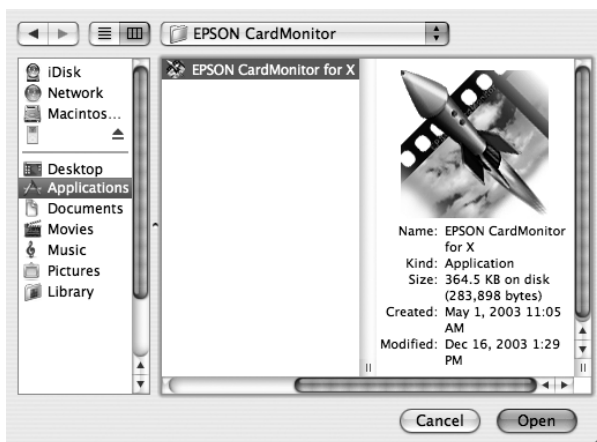 EPSON CardMonitor
iDisk
Network
Macintos...
Desktop
Applications
Documents
Movies
Music
Pictures
Library
EPSON CardMonitor for X
Name: EPSON CardMonitor
for X
Kind: Application
Size: 364.5 KB on disk
(283,898 bytes)
Created: May 1, 2003 11:05
AM
Modified: Dec 16, 2003 1:29
PM
Cancel
Open